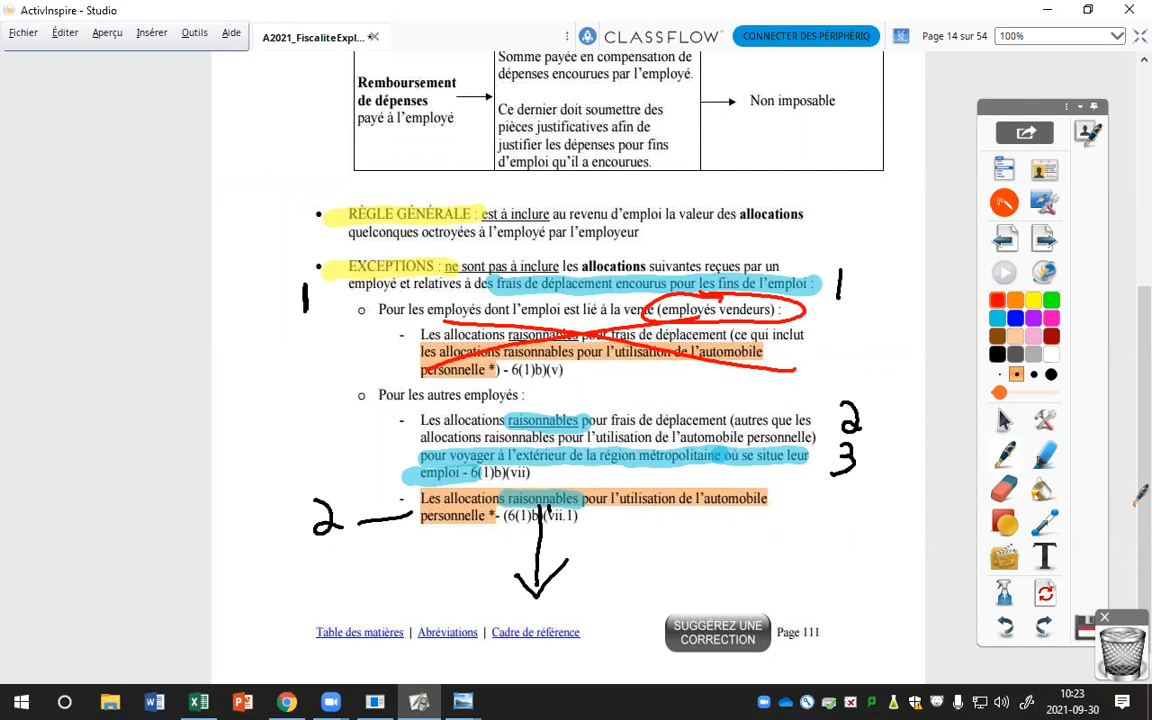 ActivInspire - Studio
Fichier Éditer Aperçu Insérer Outils Aide
A2021_FiscaliteExpl...
CLASSFLOW™
CONNECTER DES PÉRIPHÉRIQ
Page 14 sur 54
100%
Remboursement
de dépenses
payé à l'employé
Somme payée en compensation de
dépenses encourues par l'employé.
Ce dernier doit soumettre des
pièces justificatives afin de
justifier les dépenses pour fins
d'emploi qu'il a encourues.
Non imposable
• RÈGLE GÉNÉRALE : est à inclure au revenu d'emploi la valeur des allocations
quelconques octroyées à l'employé par l'employeur
• EXCEPTIONS : ne sont pas à inclure les allocations suivantes reçues par un
employé et relatives à des frais de déplacement encourus pour les fins de l'emploi :
1 1
o Pour les employés dont l'emploi est lié à la vente (employés vendeurs) :
- Les allocations raisonnables pour frais de déplacement (ce qui inclut
les allocations raisonnables pour l'utilisation de l'automobile
personnelle *) - 6(1)b)(v)
o Pour les autres employés :
- Les allocations raisonnables pour frais de déplacement (autres que les
allocations raisonnables pour l'utilisation de l'automobile personnelle)
pour voyager à l'extérieur de la région métropolitaine où se situe leur
emploi - 6(1)b)(vii)
2
3
- Les allocations raisonnables pour l'utilisation de l'automobile
personnelle *- (6(1)b)(vii.1)
2
Table des matières | Abréviations | Cadre de référence
SUGGÉREZ UNE
CORRECTION
Page 111
10:23
2021-09-30